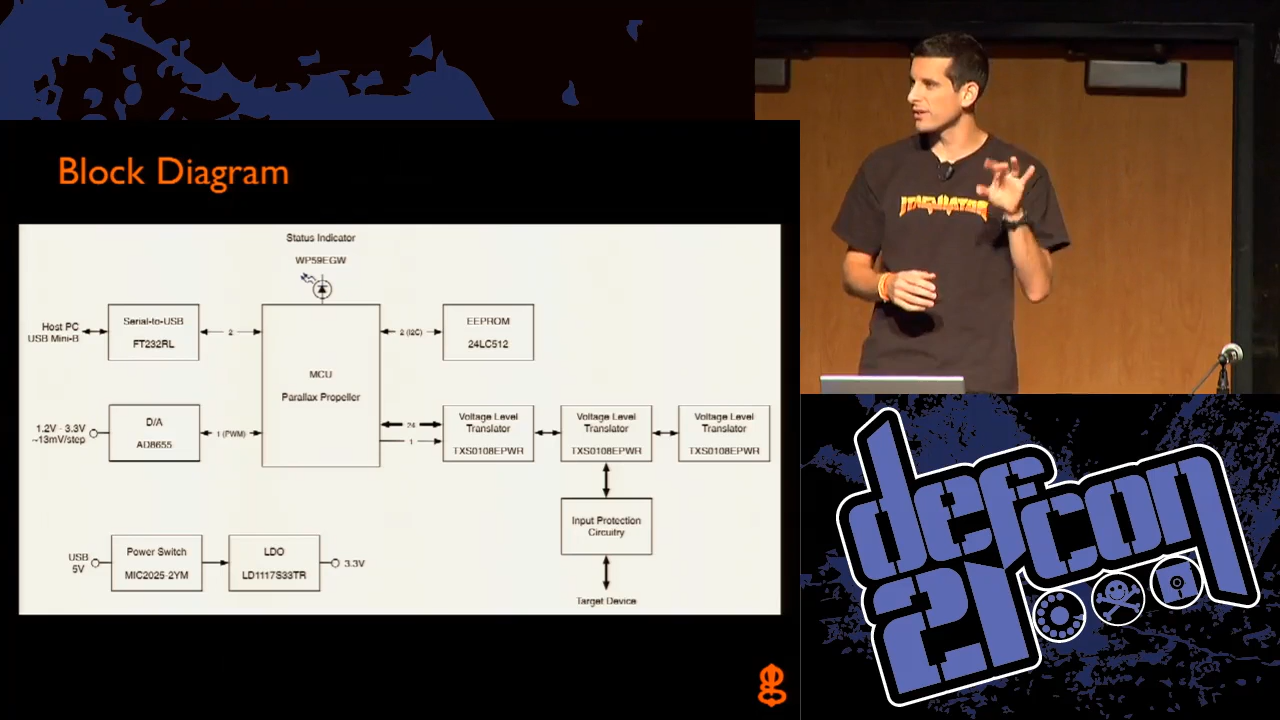 Block Diagram
Status Indicator
WP59EGW
Host PC
USB Mini-B
Serial-to-USB
FT232RL
2
MCU
Parallax Propeller
2 (I2C)
EEPROM
24LC512
1.2V - 3.3V
~13mV/step
D/A
AD8655
1 (PWM)
24
1
Voltage Level
Translator
TXS0108EPWR
Voltage Level
Translator
TXS0108EPWR
Voltage Level
Translator
TXS0108EPWR
Input Protection
Circuitry
Target Device
USB
5V
Power Switch
MIC2025-2YM
LDO
LD1117S33TR
3.3V
JTAGULATOR
defcon
21